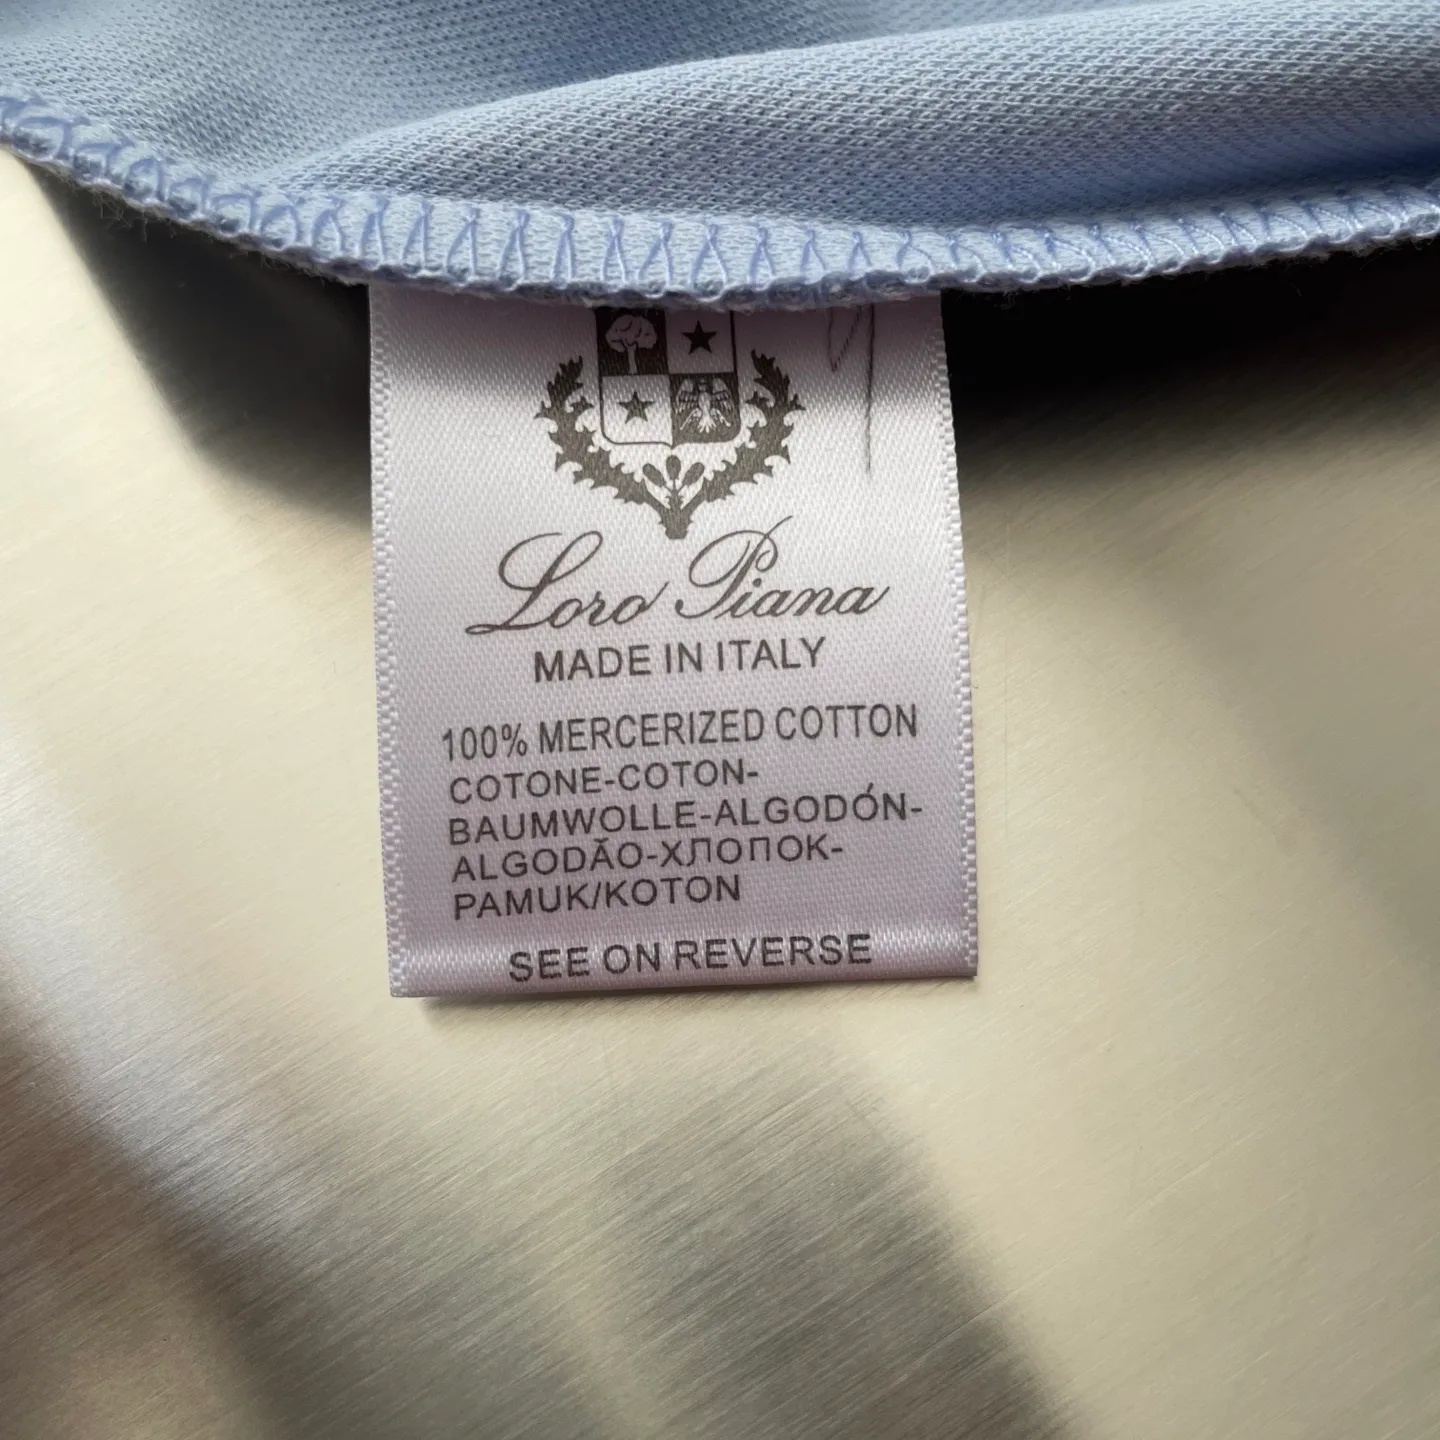 Loro Piana
MADE IN ITALY
100% MERCERIZED COTTON
COTONE-COTON-
BAUMWOLLE-ALGODÓN-
ALGODÃO-ХЛОПОК-
PAMUK/KOTON
SEE ON REVERSE